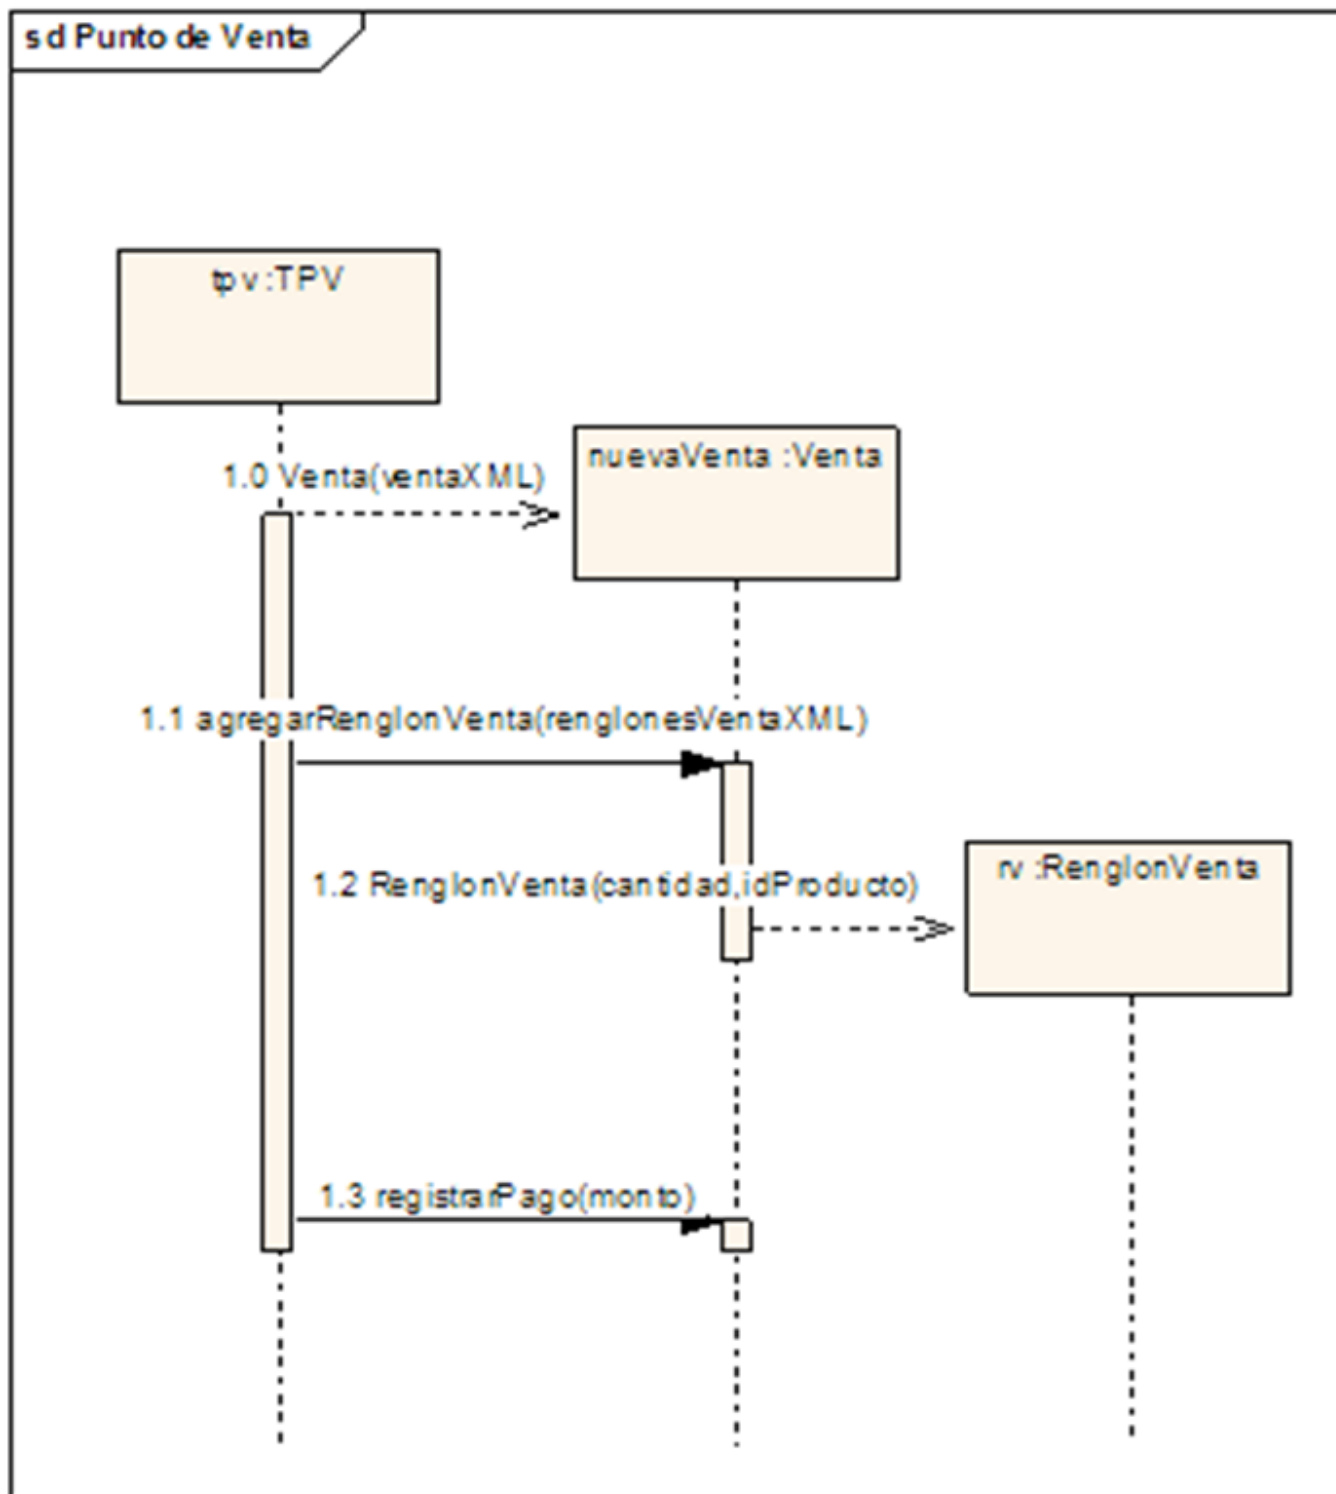 sd Punto de Venta
tpv :TPV
nuevaVenta :Venta
1.0 Venta(ventaXML)
1.1 agregarRenglonVenta(renglonesVentaXML)
rv :RenglonVenta
1.2 RenglonVenta(cantidad,idProducto)
1.3 registrarPago(monto)